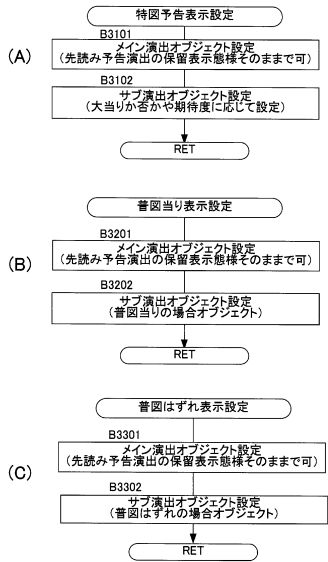 特図予告表示設定
B3101
メイン演出オブジェクト設定
(先読み予告演出の保留表示態様そのままで可)
(A)
B3102
サブ演出オブジェクト設定
(大当りか否かや期待度に応じて設定)
RET
普図当り表示設定
B3201
メイン演出オブジェクト設定
(先読み予告演出の保留表示態様そのままで可)
(B)
B3202
サブ演出オブジェクト設定
(普図当りの場合オブジェクト)
RET
普図はずれ表示設定
B3301
メイン演出オブジェクト設定
(先読み予告演出の保留表示態様そのままで可)
(C)
B3302
サブ演出オブジェクト設定
(普図はずれの場合オブジェクト)
RET